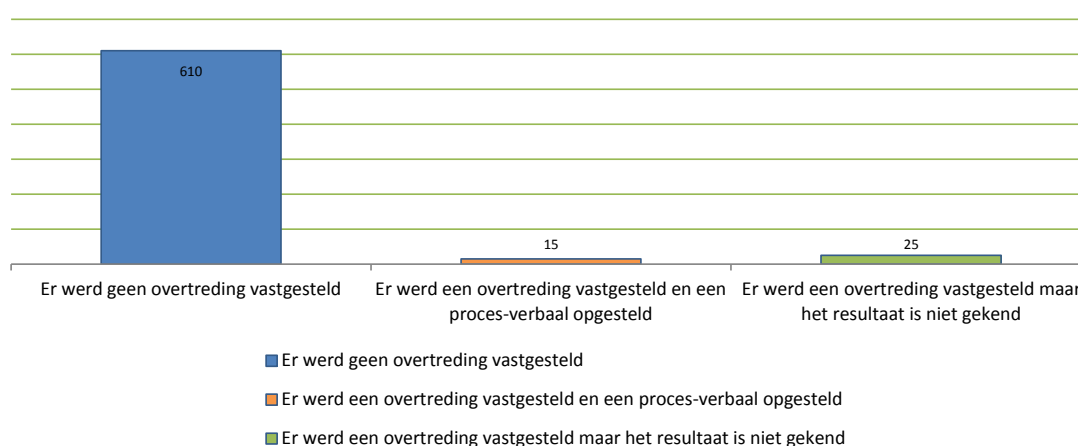 610
15
25
Er werd geen overtreding vastgesteld
Er werd een overtreding vastgesteld en een
proces-verbaal opgesteld
Er werd een overtreding vastgesteld maar
het resultaat is niet gekend
Er werd geen overtreding vastgesteld
Er werd een overtreding vastgesteld en een proces-verbaal opgesteld
Er werd een overtreding vastgesteld maar het resultaat is niet gekend